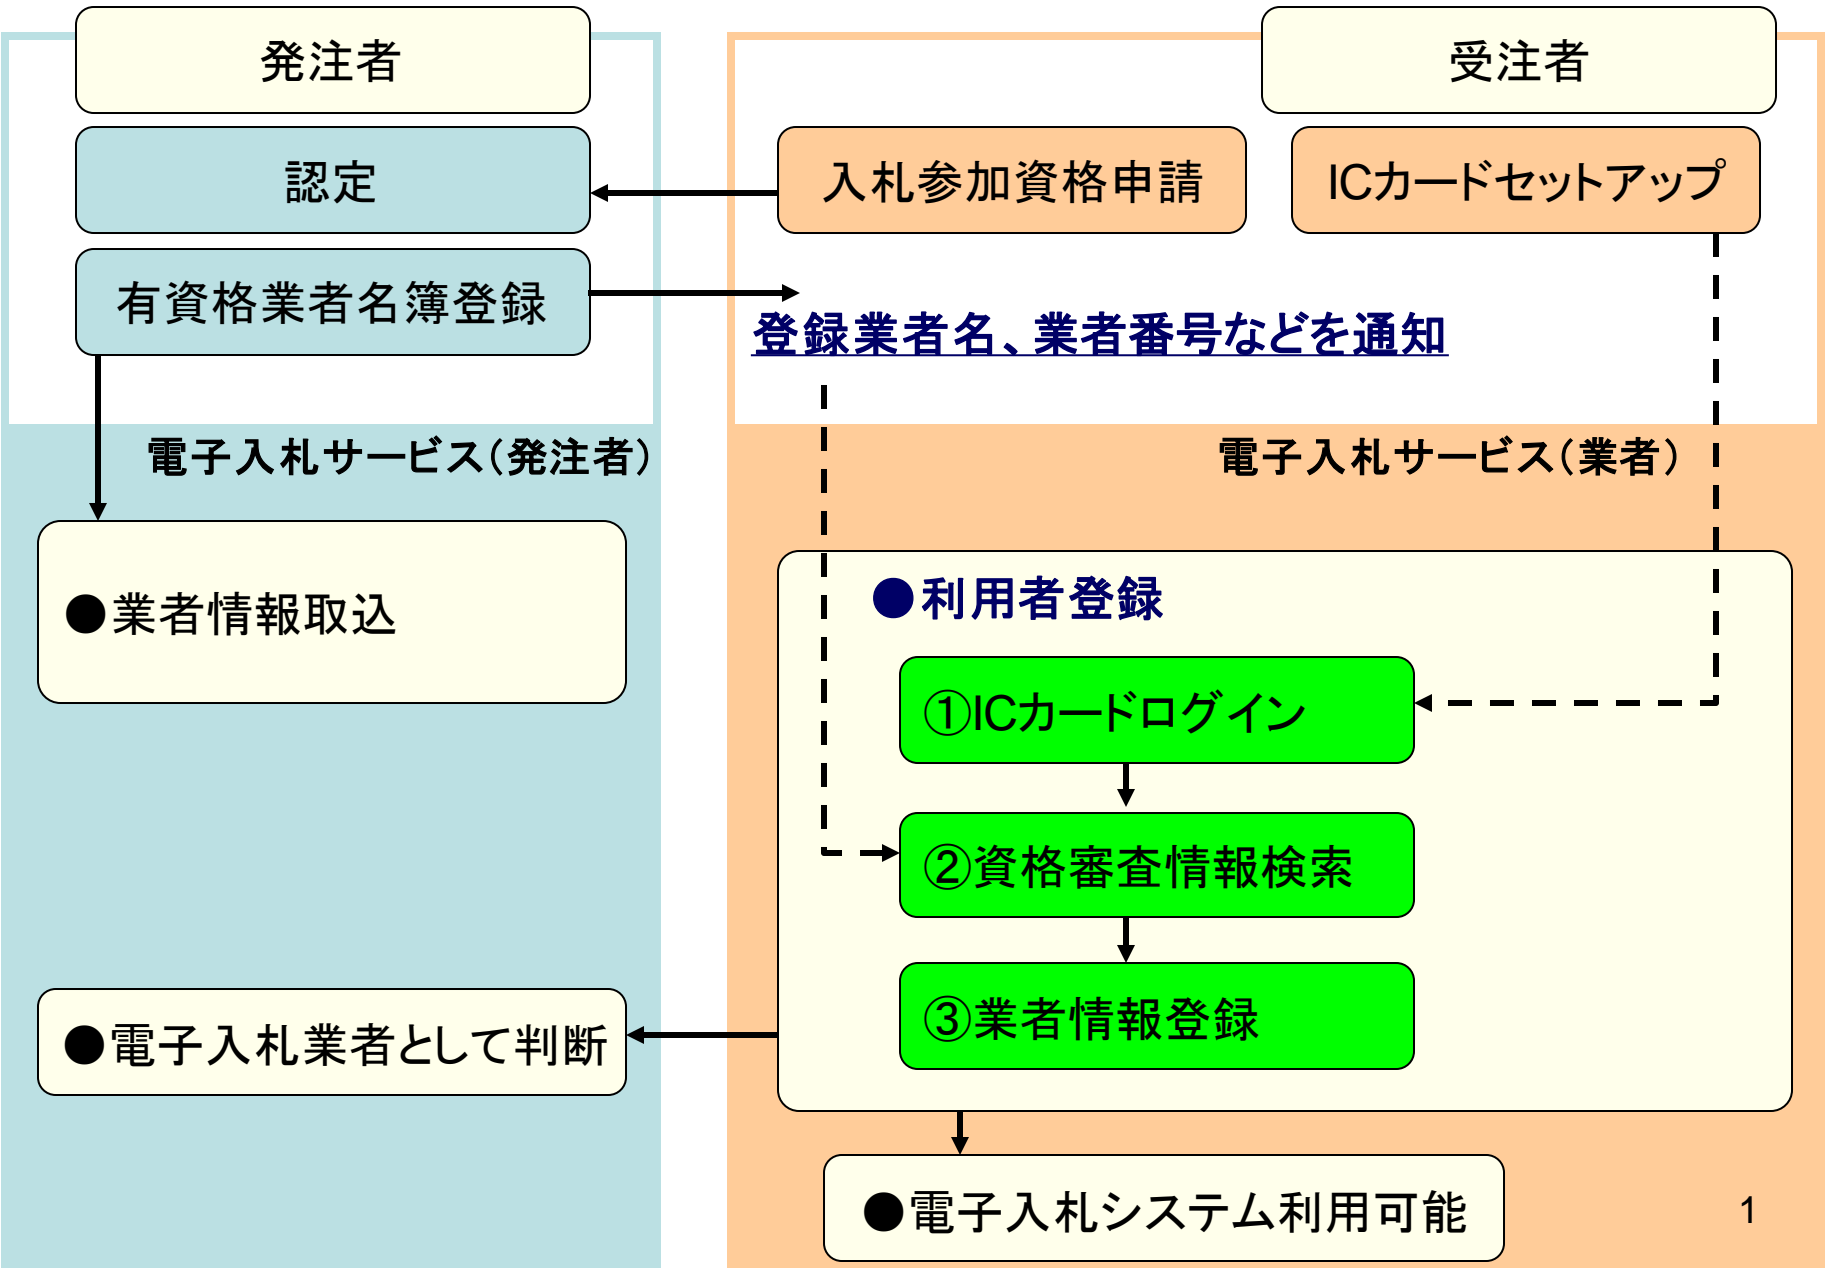 発注者
受注者
認定
入札参加資格申請
ICカードセットアップ
有資格業者名簿登録
登録業者名、業者番号などを通知
電子入札サービス(発注者)
電子入札サービス(業者)
●業者情報取込
●利用者登録
①ICカードログイン
②資格審査情報検索
③業者情報登録
●電子入札業者として判断
●電子入札システム利用可能
1